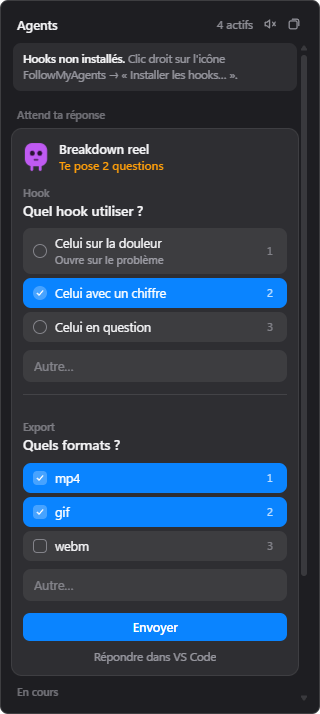 Agents
4 actifs
Hooks non installés. Clic droit sur l'icône
FollowMyAgents → « Installer les hooks... ».
Attend ta réponse
Breakdown reel
Te pose 2 questions
Hook
Quel hook utiliser ?
Celui sur la douleur
Ouvre sur le problème
1
Celui avec un chiffre
2
Celui en question
3
Autre...
Export
Quels formats ?
mp4
1
gif
2
webm
3
Autre...
Envoyer
Répondre dans VS Code
En cours